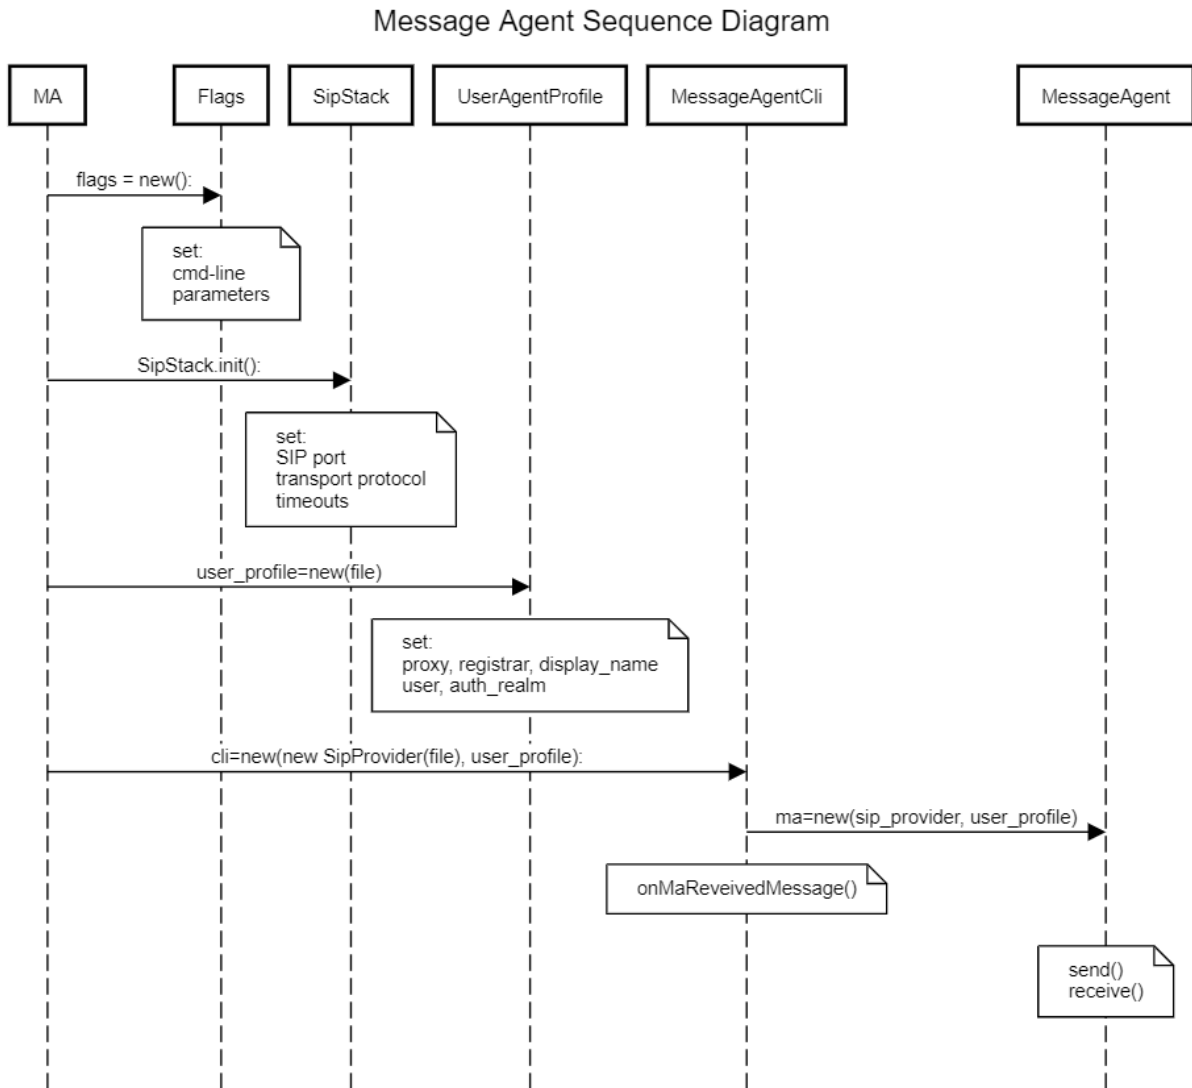 Message Agent Sequence Diagram
MA
Flags
SipStack
UserAgentProfile
MessageAgentCli
MessageAgent
flags = new():
set:
cmd-line
parameters
SipStack.init():
set:
SIP port
transport protocol
timeouts
user_profile=new(file)
set:
proxy, registrar, display_name
user, auth_realm
cli=new(new SipProvider(file), user_profile):
ma=new(sip_provider, user_profile)
onMaReveivedMessage()
send()
receive()